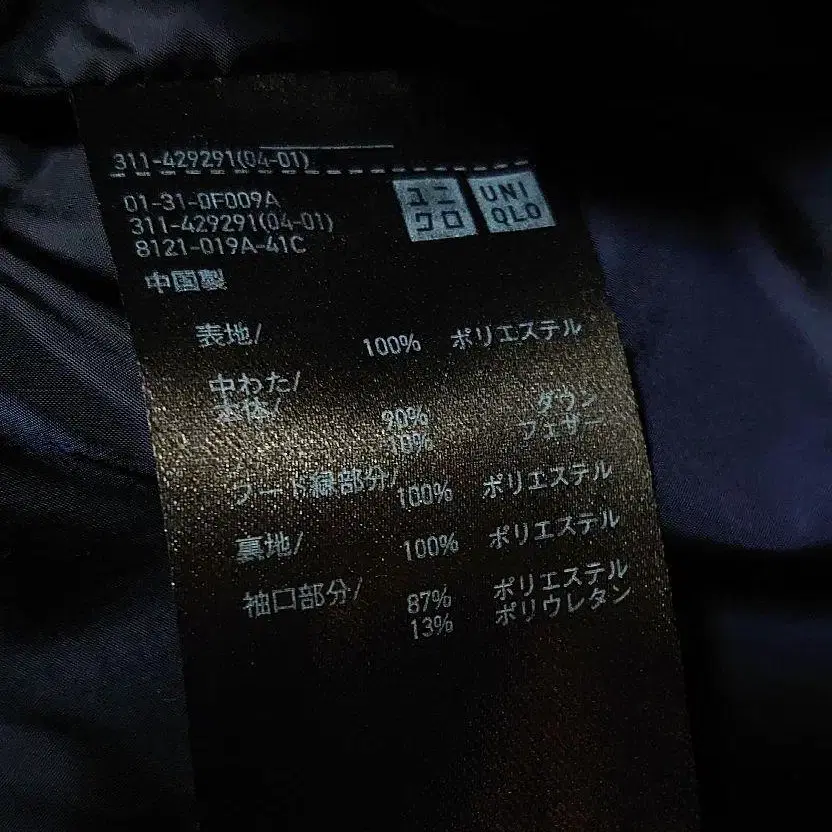 311-429291(04-01)
01-31-0F009A
311-429291(04-01)
8121-019A-41C
ユニ
クロ
UNI
QLO
中国製
表地/
100% ポリエステル
中わた/
本体/
90% ダウン
10% フェザー
フード縁部分/
100% ポリエステル
裏地/
100% ポリエステル
袖口部分/
87% ポリエステル
13% ポリウレタン